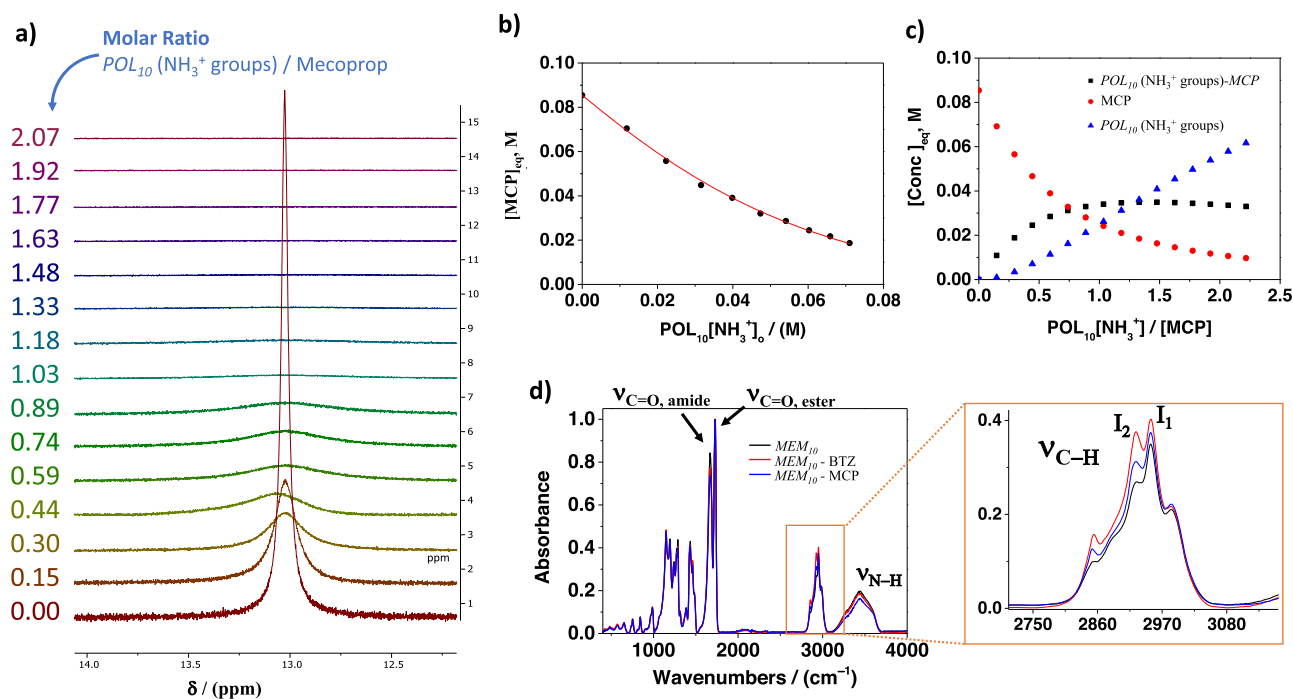 a)
Molar Ratio
POL10 (NH3+ groups) / Mecoprop
2.07
1.92
1.77
1.63
1.48
1.33
1.18
1.03
0.89
0.74
0.59
0.44
0.30
0.15
0.00
15
14
13
12
11
10
9
8
7
6
5
4
3
ppm
2
1
14.0
13.5
13.0
12.5
δ / (ppm)
b)
[MCP]eq, M
0.10
0.08
0.06
0.04
0.02
0.00
0.00
0.02
0.04
0.06
0.08
POL10[NH3+]o / (M)
c)
[Conc ]eq, M
0.10
0.08
0.06
0.04
0.02
0.00
POL10 (NH3+ groups)-MCP
MCP
POL10 (NH3+ groups)
0.0
0.5
1.0
1.5
2.0
2.5
POL10[NH3+] / [MCP]
d)
νC=O, amide
νC=O, ester
Absorbance
1.0
0.8
0.6
0.4
0.2
0.0
MEM10
MEM10 - BTZ
MEM10 - MCP
νN–H
1000
2000
3000
4000
Wavenumbers / (cm−1)
0.4
0.2
0.0
νC–H
I2
I1
2750
2860
2970
3080